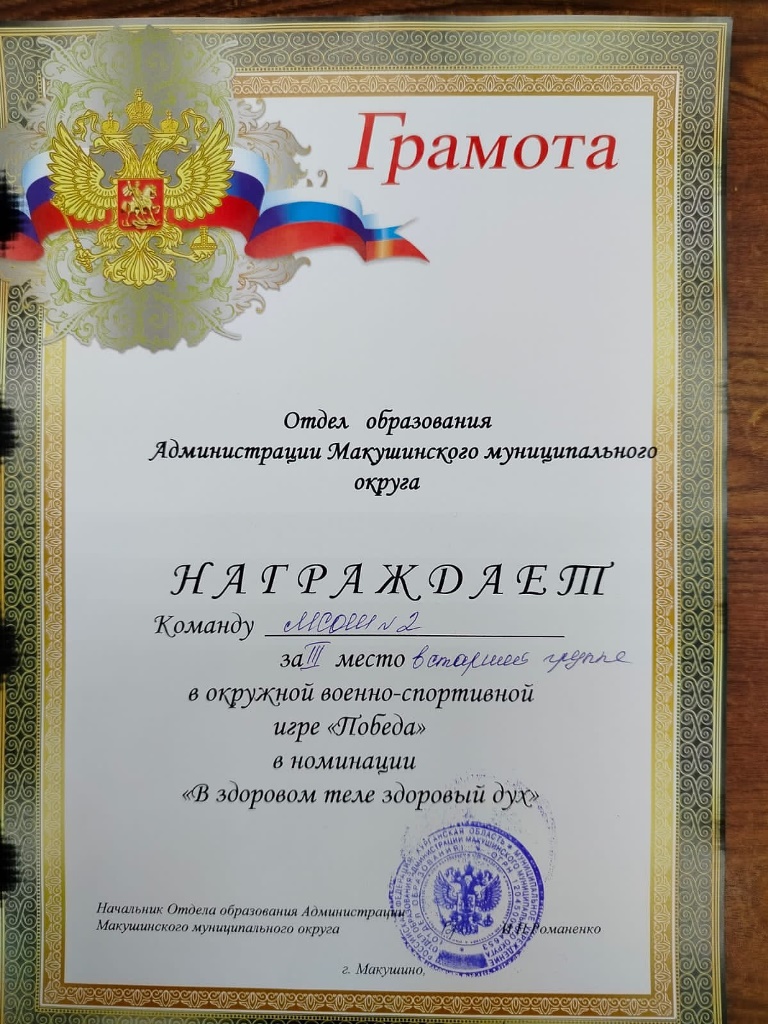 Грамота
Отдел образования
Администрации Макушинского муниципального
округа
НАГРАЖДАЕТ
Команду МСОШ №2
за III место в старшей группе
в окружной военно-спортивной
игре «Победа»
в номинации
«В здоровом теле здоровый дух»
Начальник Отдела образования Администрации
Макушинского муниципального округа Романенко
г. Макушино,